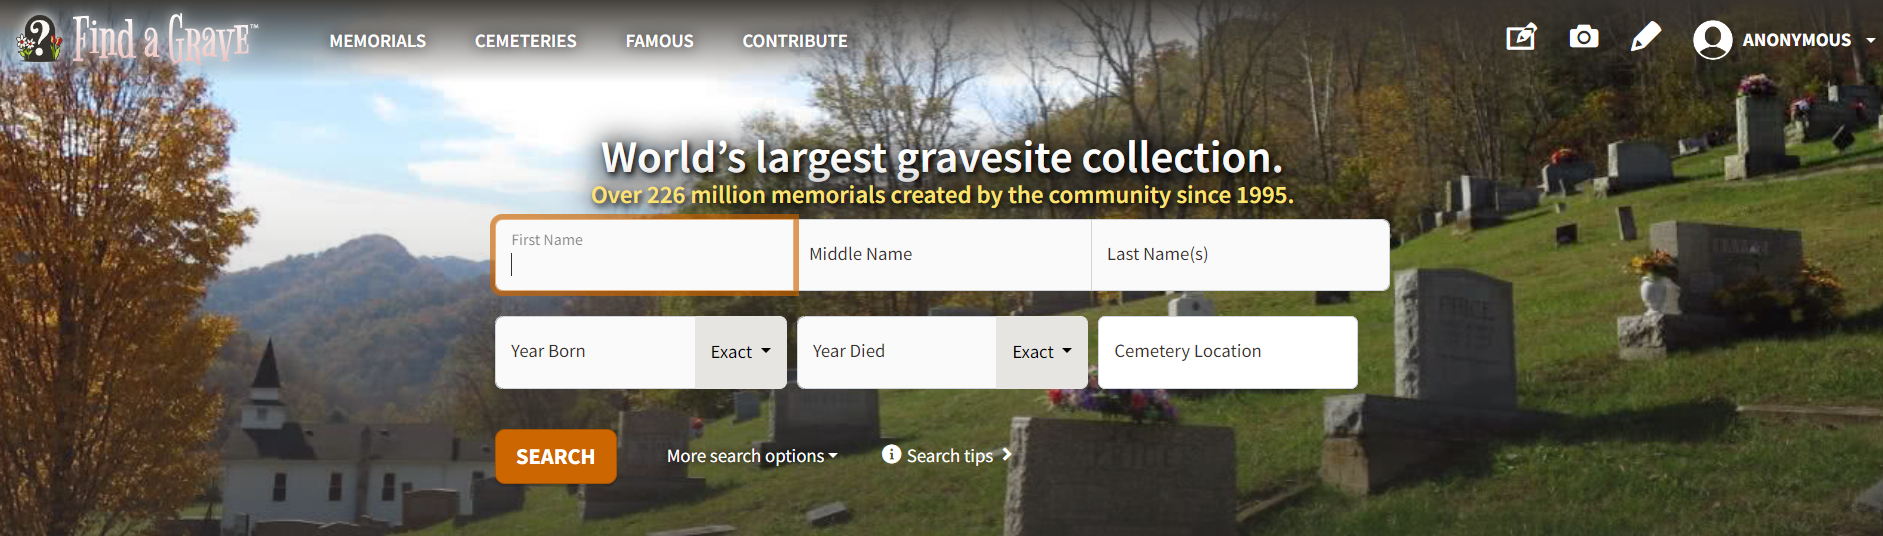 ? Find a Grave™
MEMORIALS CEMETERIES FAMOUS CONTRIBUTE
ANONYMOUS
World's largest gravesite collection.
Over 226 million memorials created by the community since 1995.
First Name
Middle Name
Last Name(s)
Year Born Exact
Year Died Exact
Cemetery Location
SEARCH
More search options
Search tips
PIERCE